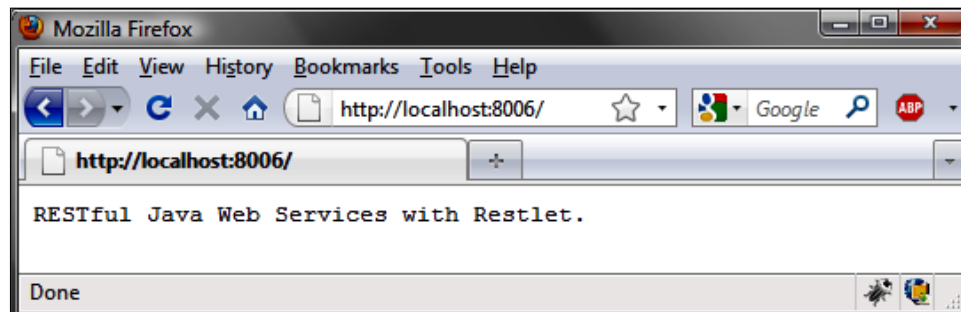 Mozilla Firefox
File Edit View History Bookmarks Tools Help
http://localhost:8006/ Google ABP
http://localhost:8006/
RESTful Java Web Services with Restlet.
Done